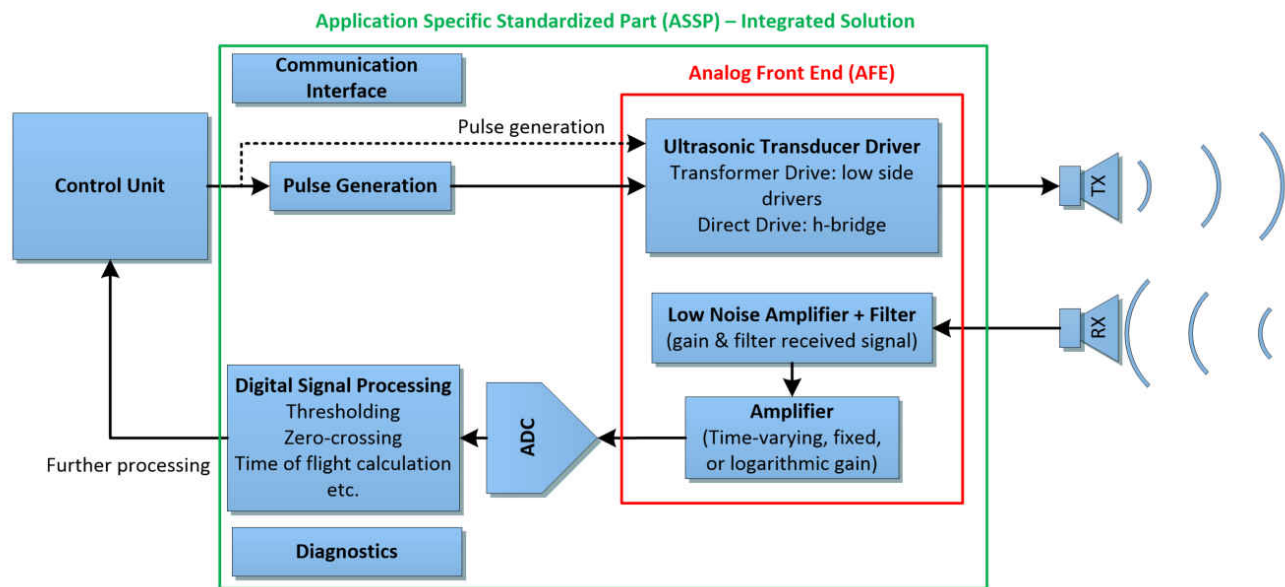 Application Specific Standardized Part (ASSP) – Integrated Solution
Communication
Interface
Analog Front End (AFE)
Control Unit
Pulse generation
Pulse Generation
Ultrasonic Transducer Driver
Transformer Drive: low side
drivers
Direct Drive: h-bridge
TX
Low Noise Amplifier + Filter
(gain & filter received signal)
RX
Digital Signal Processing
Thresholding
Zero-crossing
Time of flight calculation
etc.
ADC
Amplifier
(Time-varying, fixed,
or logarithmic gain)
Further processing
Diagnostics